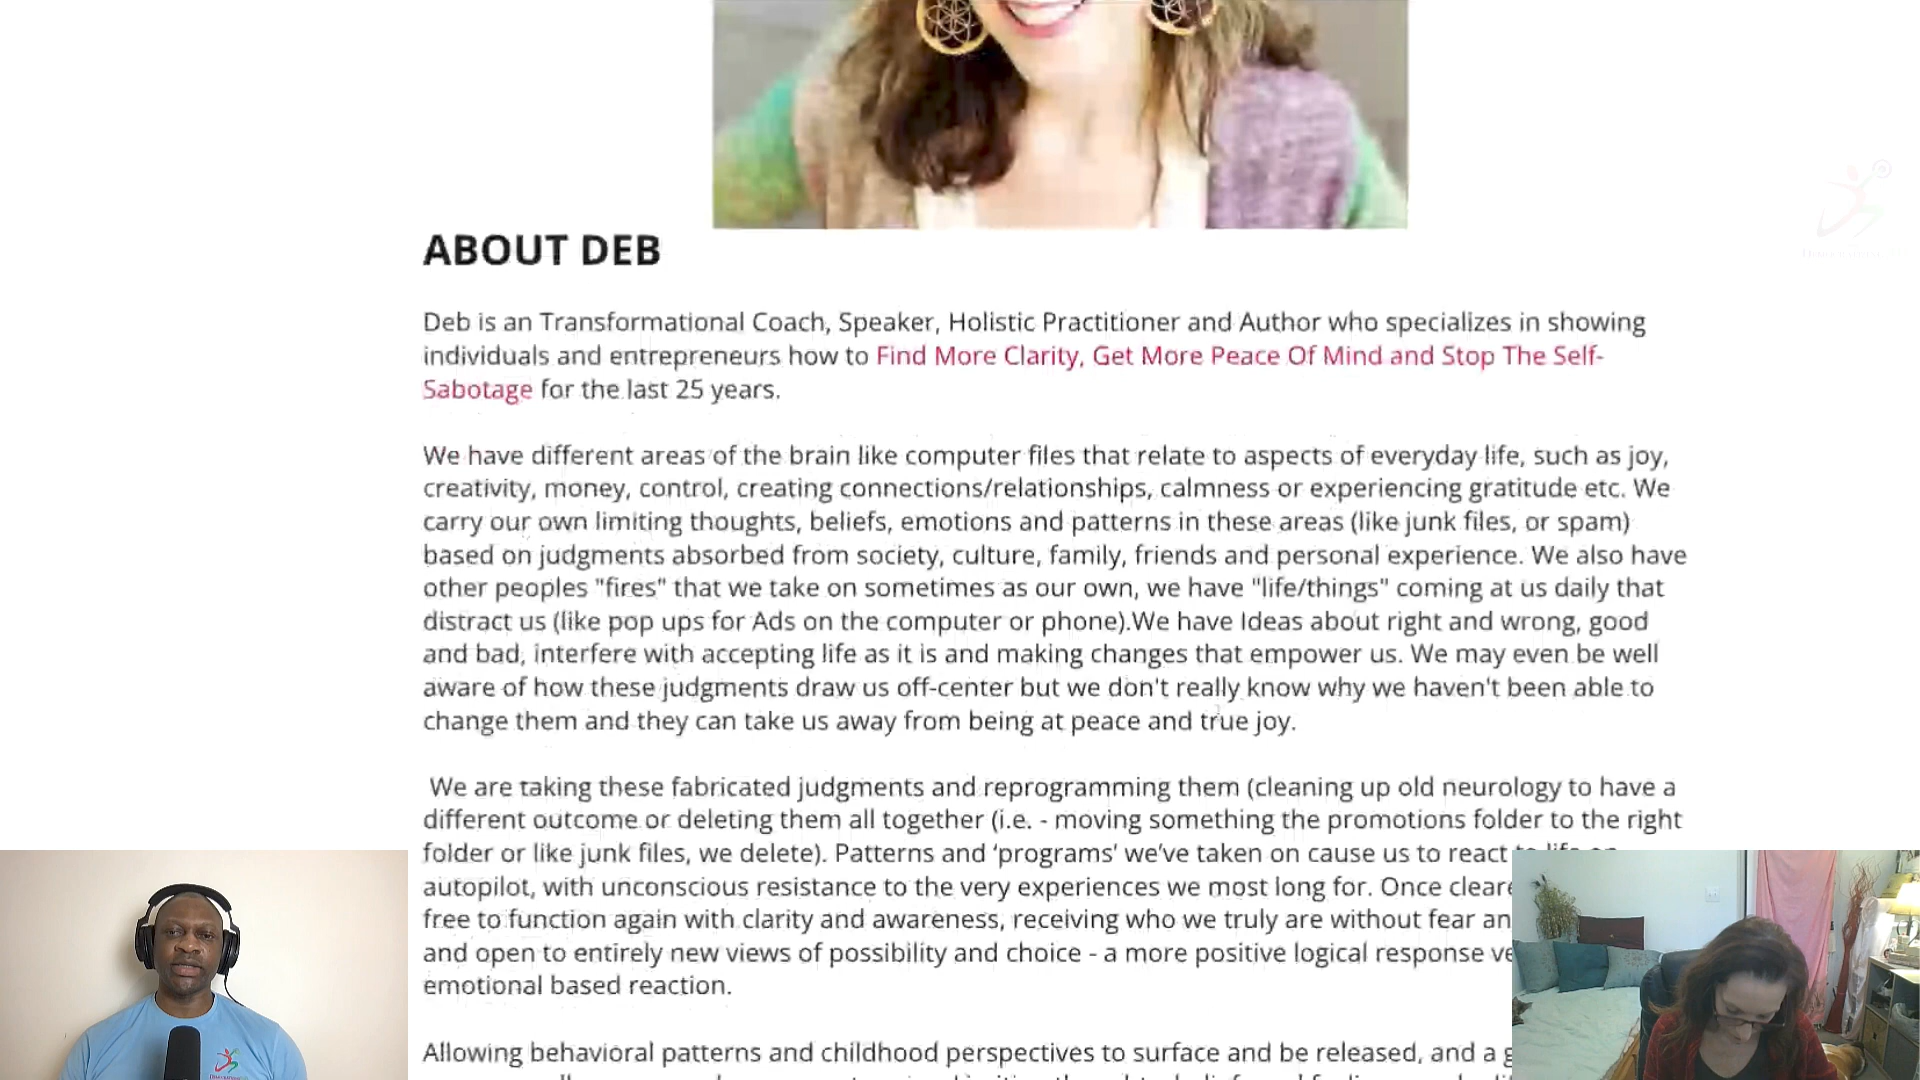 ABOUT DEB
Deb is an Transformational Coach, Speaker, Holistic Practitioner and Author who specializes in showing
individuals and entrepreneurs how to Find More Clarity, Get More Peace Of Mind and Stop The Self-
Sabotage for the last 25 years.
We have different areas of the brain like computer files that relate to aspects of everyday life, such as joy,
creativity, money, control, creating connections/relationships, calmness or experiencing gratitude etc. We
carry our own limiting thoughts, beliefs, emotions and patterns in these areas (like junk files, or spam)
based on judgments absorbed from society, culture, family, friends and personal experience. We also have
other peoples "fires" that we take on sometimes as our own, we have "life/things" coming at us daily that
distract us (like pop ups for Ads on the computer or phone).We have Ideas about right and wrong, good
and bad, interfere with accepting life as it is and making changes that empower us. We may even be well
aware of how these judgments draw us off-center but we don't really know why we haven't been able to
change them and they can take us away from being at peace and true joy.
We are taking these fabricated judgments and reprogramming them (cleaning up old neurology to have a
different outcome or deleting them all together (i.e. - moving something the promotions folder to the right
folder or like junk files, we delete). Patterns and ‘programs’ we’ve taken on cause us to react to life on
autopilot, with unconscious resistance to the very experiences we most long for. Once
free to function again with clarity and awareness, receiving who we truly are without fear
and open to entirely new views of possibility and choice - a more positive logical response
emotional based reaction.
Allowing behavioral patterns and childhood perspectives to surface and be released, and a